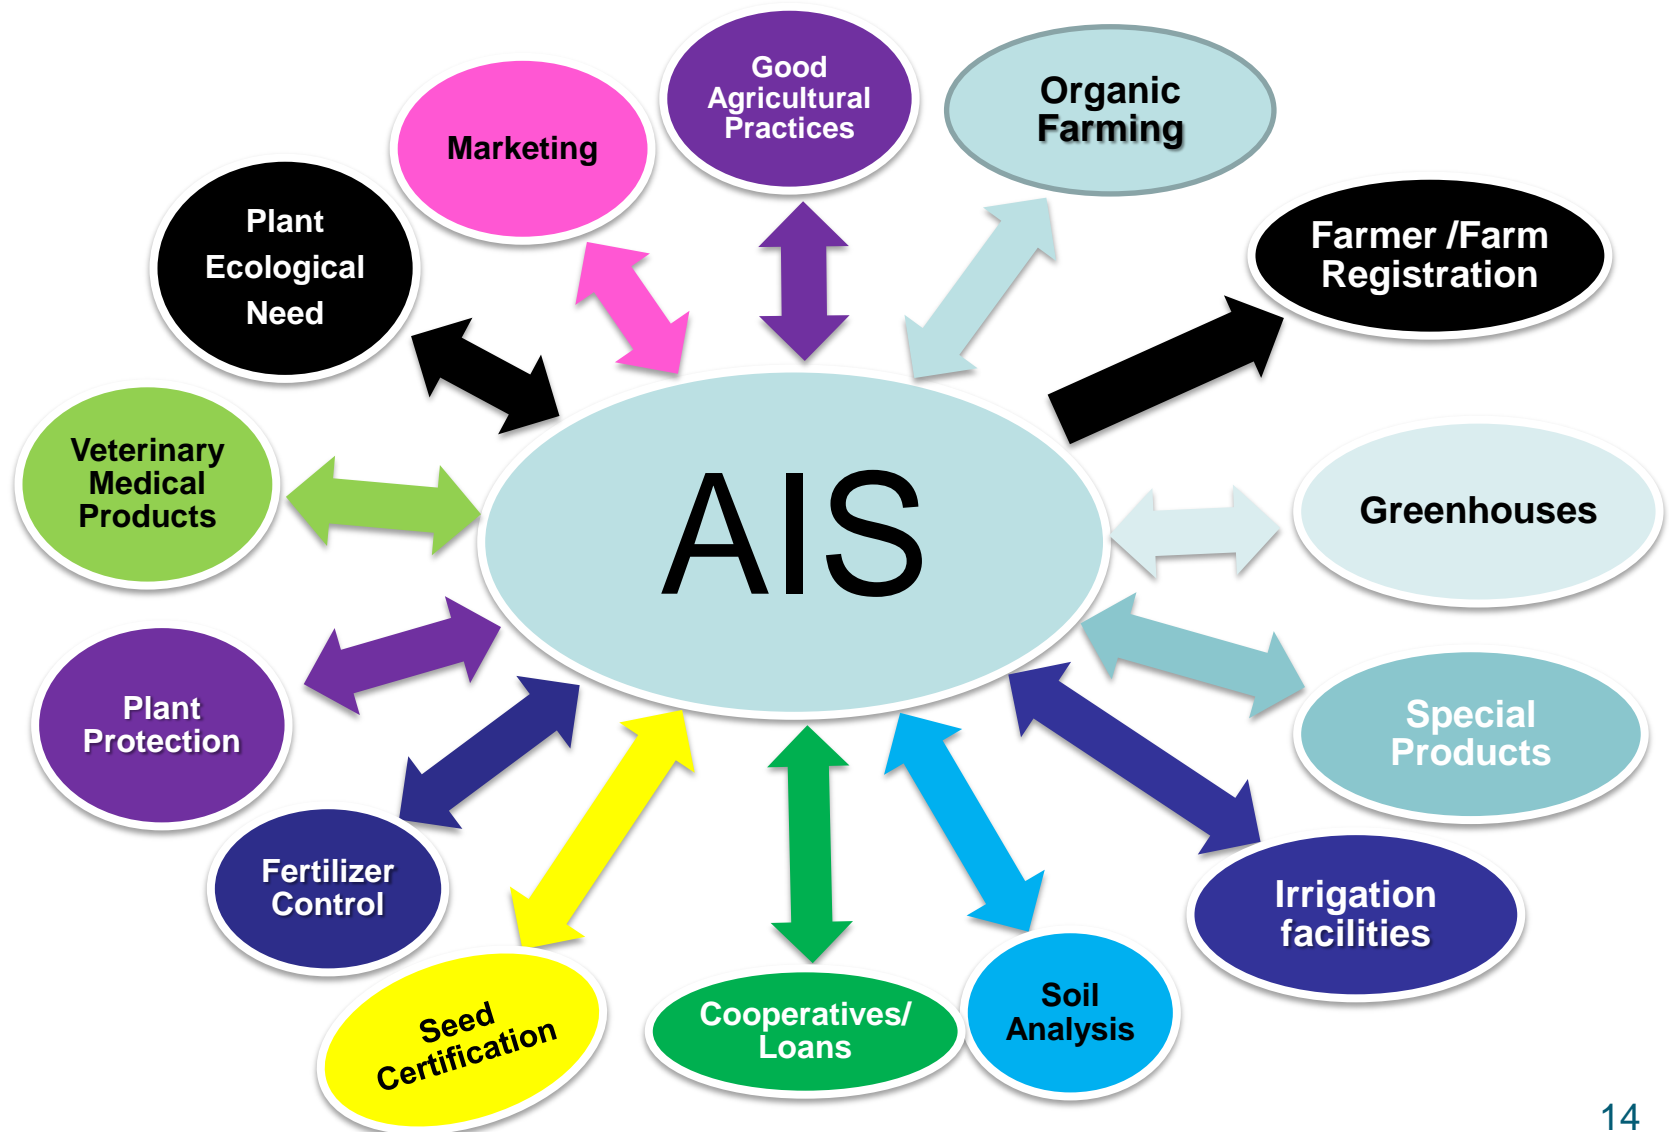 Good
Agricultural
Practices
Organic
Farming
Marketing
Plant
Ecological
Need
Farmer /Farm
Registration
Veterinary
Medical
Products
AIS
Greenhouses
Plant
Protection
Special
Products
Fertilizer
Control
Irrigation
facilities
Seed
Certification
Cooperatives/
Loans
Soil
Analysis
14